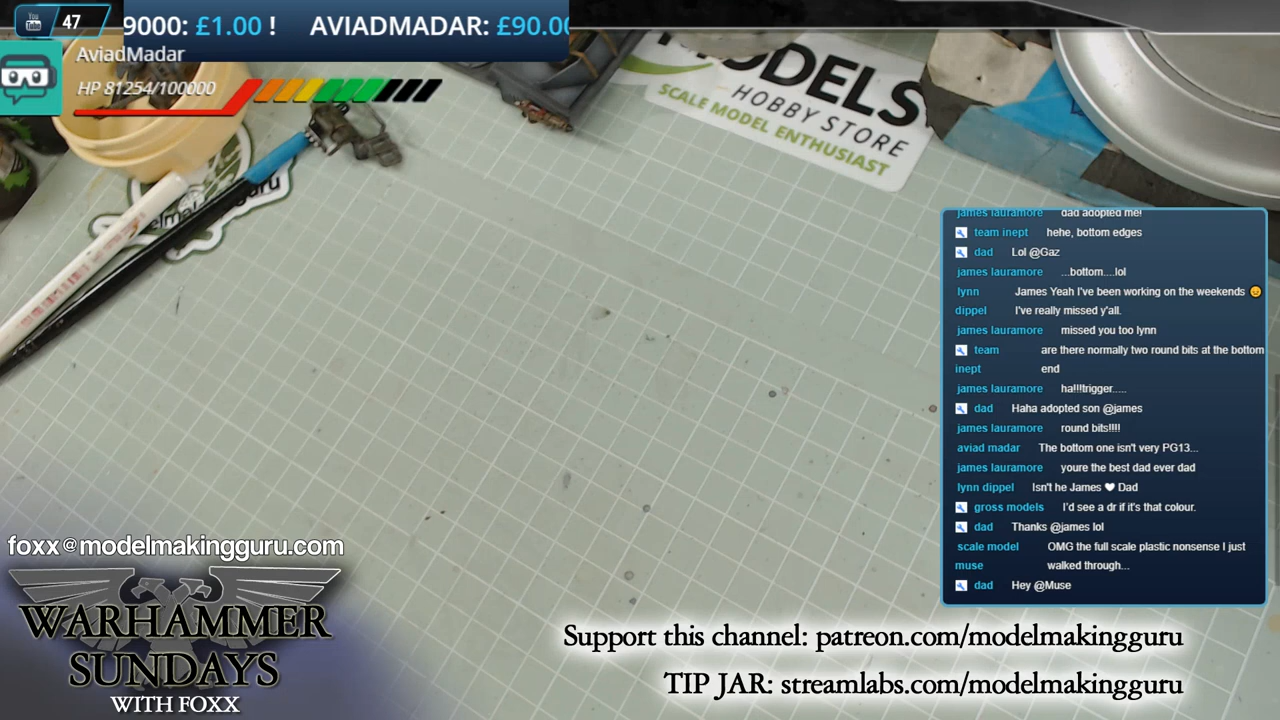 You
Tube
47
9000: £1.00 ! AVIADMADAR: £90.00
AviadMadar
HP 81254/100000
MODELS
HOBBY STORE
SCALE MODEL ENTHUSIAST
james lauramore dad adopted me!
team inept hehe, bottom edges
dad Lol @Gaz
james lauramore ...bottom....lol
lynn James Yeah I've been working on the weekends 😔
dippel I've really missed y'all.
james lauramore missed you too lynn
team are there normally two round bits at the bottom
inept end
james lauramore ha!!!trigger.....
dad Haha adopted son @james
james lauramore round bits!!!!
aviad madar The bottom one isn't very PG13...
james lauramore youre the best dad ever dad
lynn dippel Isn't he James ♥ Dad
gross models I'd see a dr if it's that colour.
dad Thanks @james lol
scale model OMG the full scale plastic nonsense I just
muse walked through...
dad Hey @Muse
foxx@modelmakingguru.com
WARHAMMER
SUNDAYS
WITH FOXX
Support this channel: patreon.com/modelmakingguru
TIP JAR: streamlabs.com/modelmakingguru